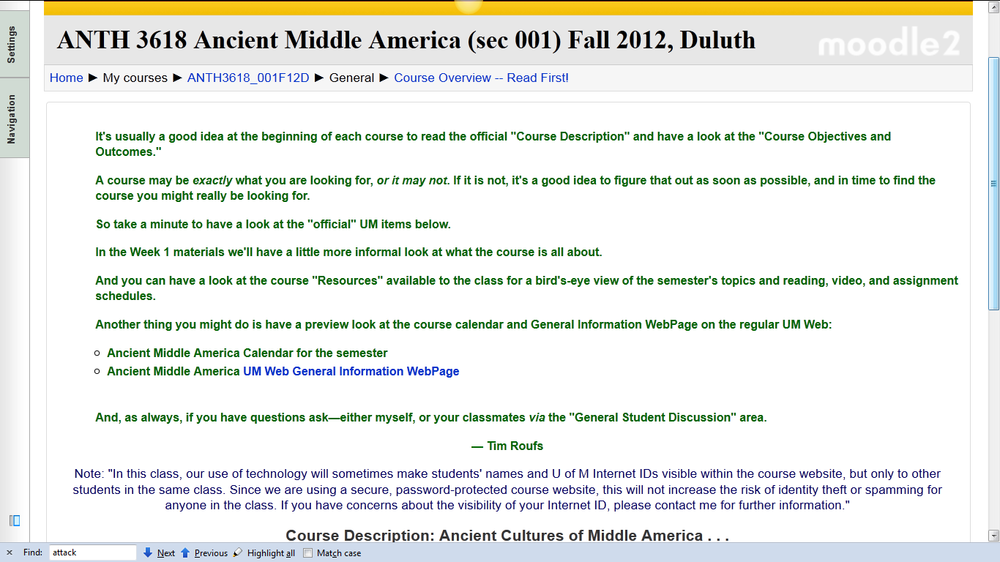 Settings
Navigation
ANTH 3618 Ancient Middle America (sec 001) Fall 2012, Duluth
moodle2
Home ► My courses ► ANTH3618_001F12D ► General ► Course Overview -- Read First!
It's usually a good idea at the beginning of each course to read the official "Course Description" and have a look at the "Course Objectives and
Outcomes."
A course may be exactly what you are looking for, or it may not. If it is not, it's a good idea to figure that out as soon as possible, and in time to find the
course you might really be looking for.
So take a minute to have a look at the "official" UM items below.
In the Week 1 materials we'll have a little more informal look at what the course is all about.
And you can have a look at the course "Resources" available to the class for a bird's-eye view of the semester's topics and reading, video, and assignment
schedules.
Another thing you might do is have a preview look at the course calendar and General Information WebPage on the regular UM Web:
Ancient Middle America Calendar for the semester
Ancient Middle America UM Web General Information WebPage
And, as always, if you have questions ask—either myself, or your classmates via the "General Student Discussion" area.
— Tim Roufs
Note: "In this class, our use of technology will sometimes make students' names and U of M Internet IDs visible within the course website, but only to other
students in the same class. Since we are using a secure, password-protected course website, this will not increase the risk of identity theft or spamming for
anyone in the class. If you have concerns about the visibility of your Internet ID, please contact me for further information."
Course Description: Ancient Cultures of Middle America . . .
× Find: attack Next Previous Highlight all Match case